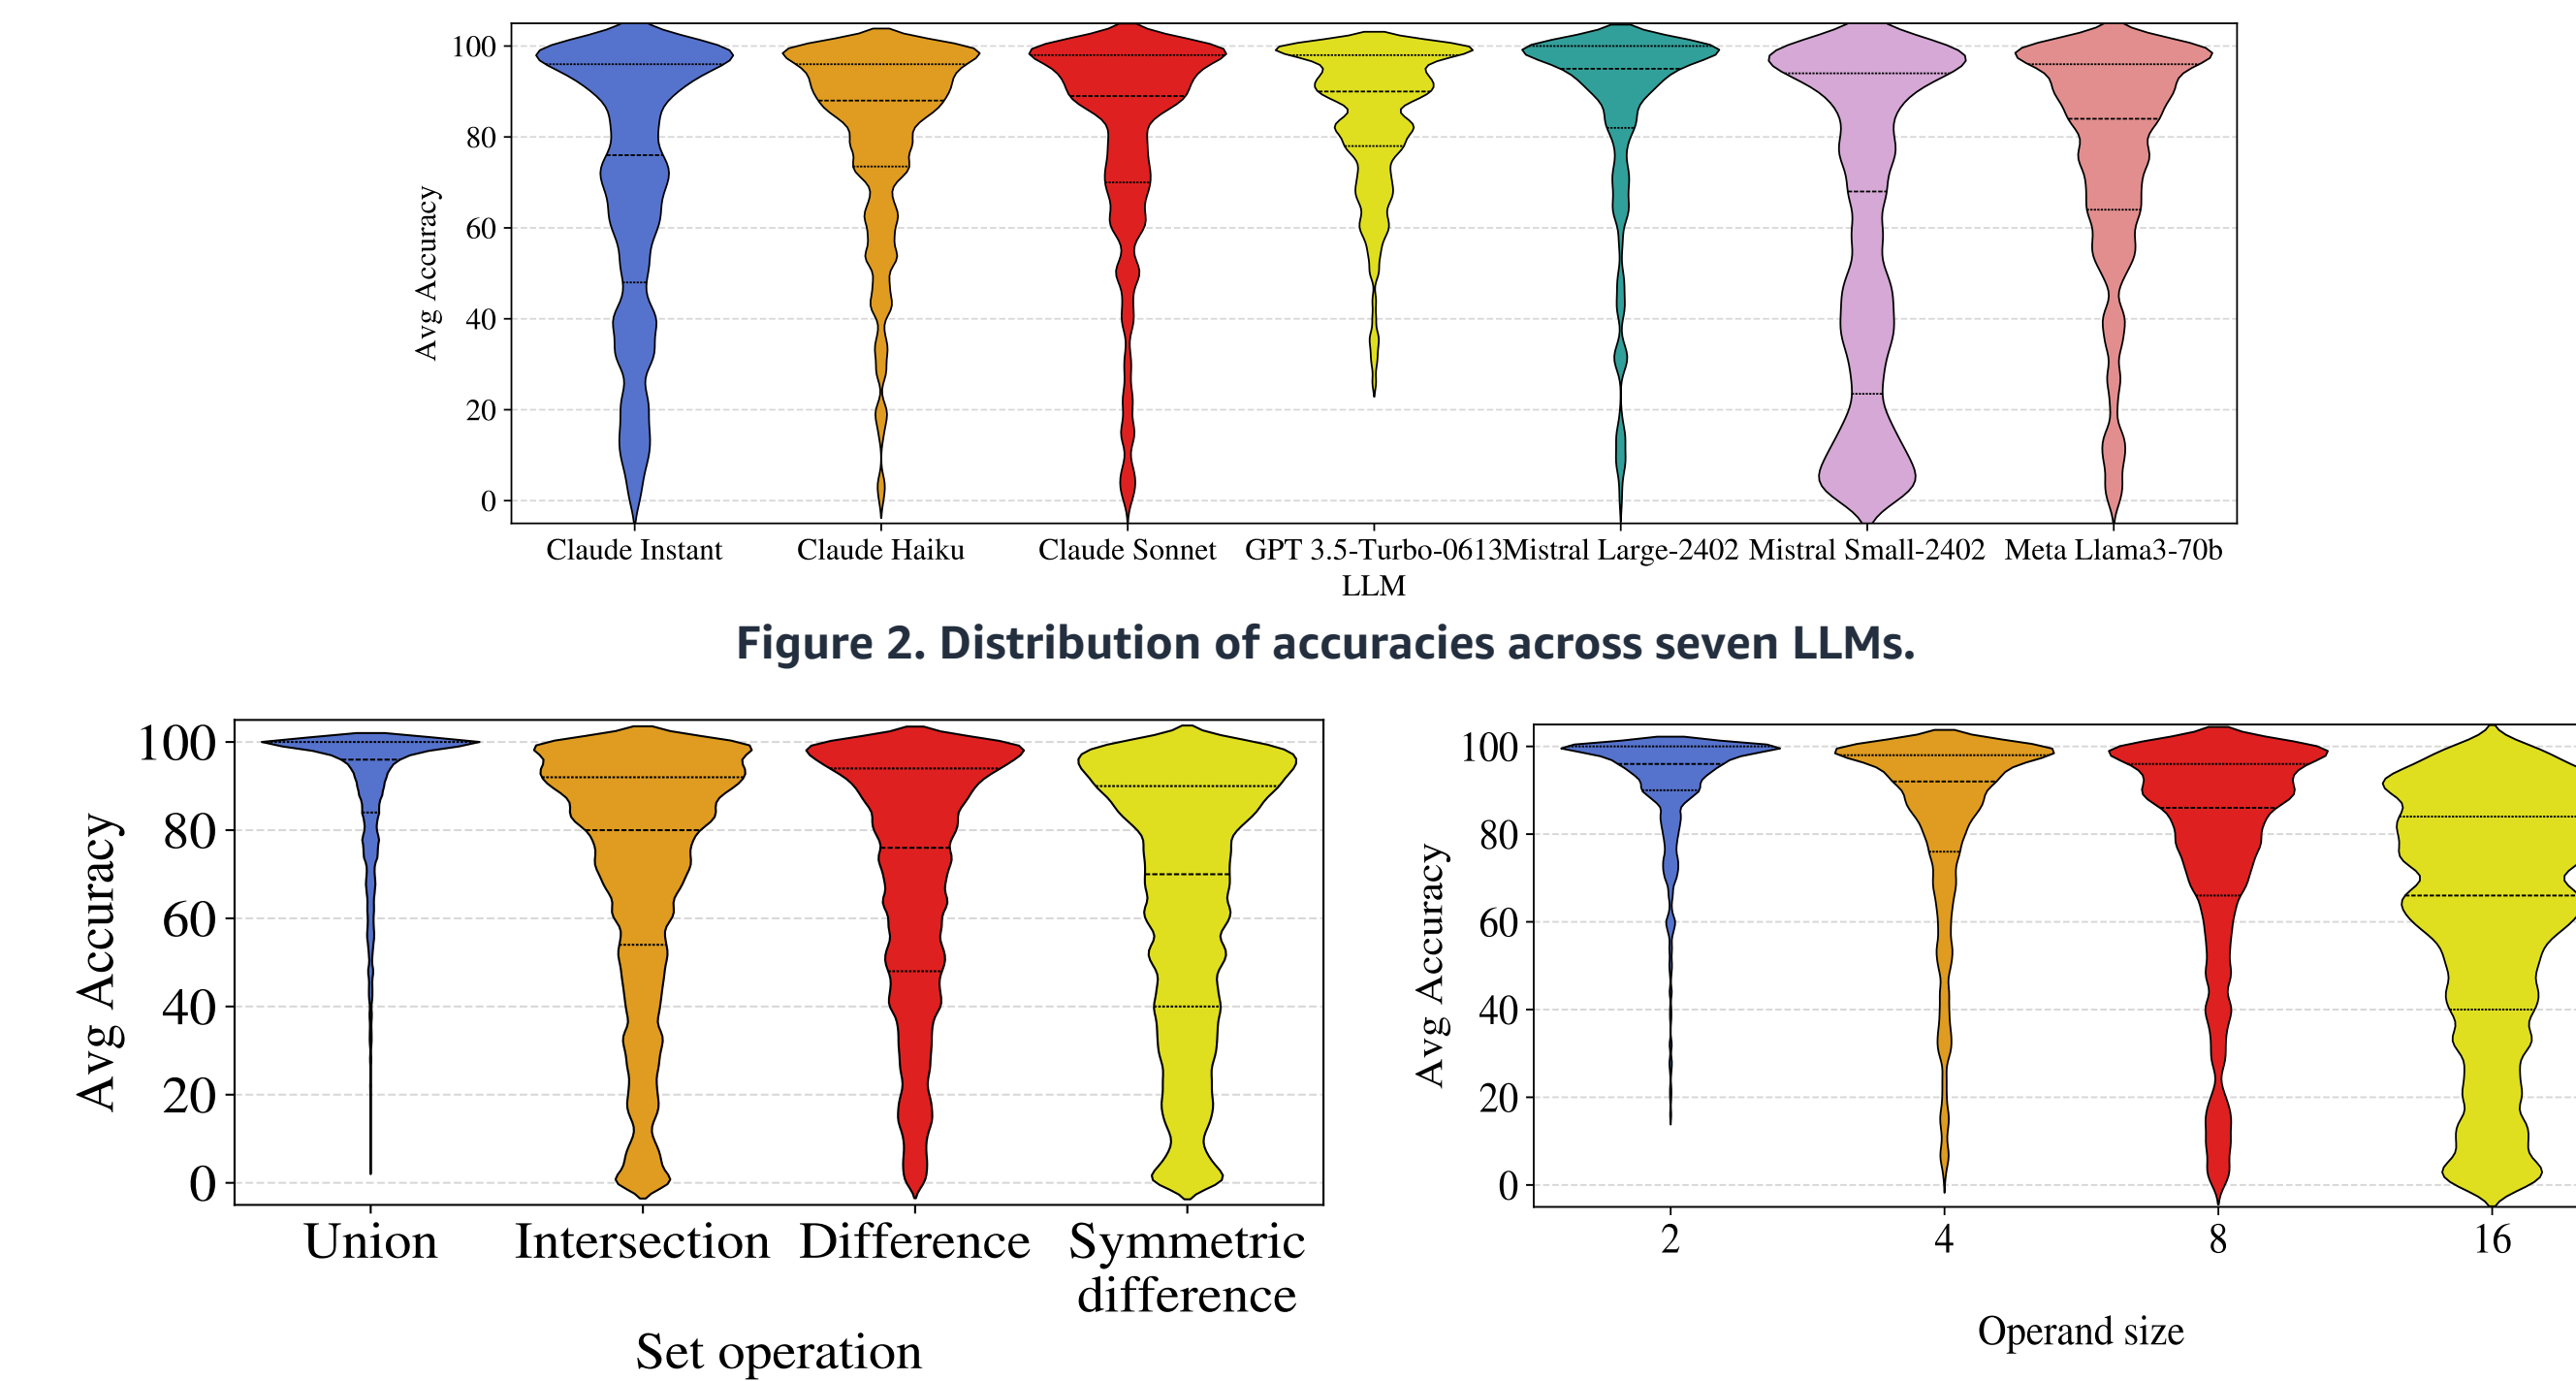 Avg Accuracy
100
80
60
40
20
0
Claude Instant Claude Haiku Claude Sonnet GPT 3.5-Turbo-0613 Mistral Large-2402 Mistral Small-2402 Meta Llama3-70b
LLM
Figure 2. Distribution of accuracies across seven LLMs.
Avg Accuracy
100
80
60
40
20
0
Union Intersection Difference Symmetric
difference
Set operation
Avg Accuracy
100
80
60
40
20
0
2 4 8 16
Operand size